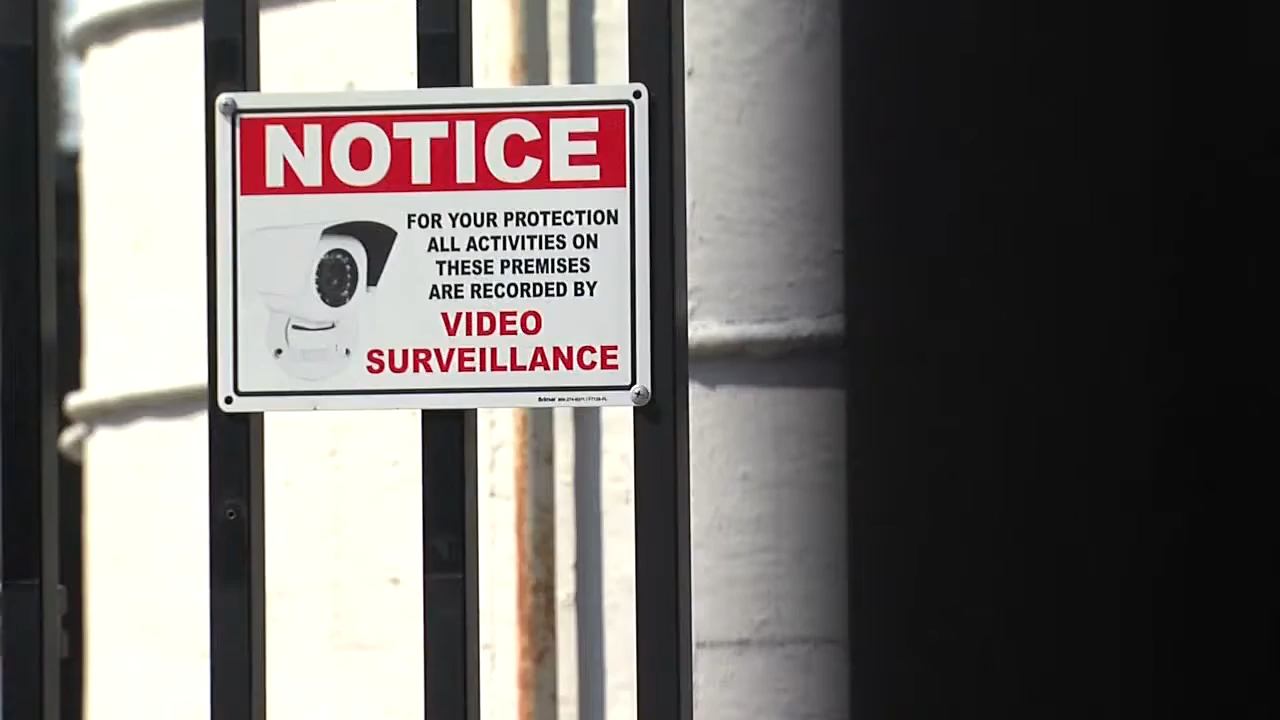 NOTICE
FOR YOUR PROTECTION
ALL ACTIVITIES ON
THESE PREMISES
ARE RECORDED BY
VIDEO
SURVEILLANCE